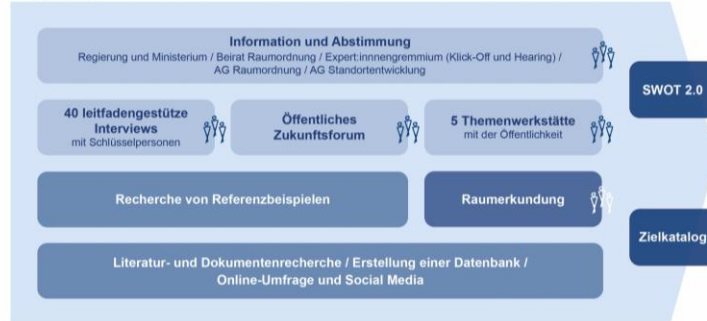 Information und Abstimmung
Regierung und Ministerium / Beirat Raumordnung / Expert:innnengremmium (Klick-Off und Hearing) /
AG Raumordnung / AG Standortentwicklung
SWOT 2.0
40 leitfadengestütze
Interviews
mit Schlüsselpersonen
Öffentliches
Zukunftsforum
5 Themenwerkstätte
mit der Öffentlichkeit
Recherche von Referenzbeispielen
Raumerkundung
Zielkatalog
Literatur- und Dokumentenrecherche / Erstellung einer Datenbank /
Online-Umfrage und Social Media